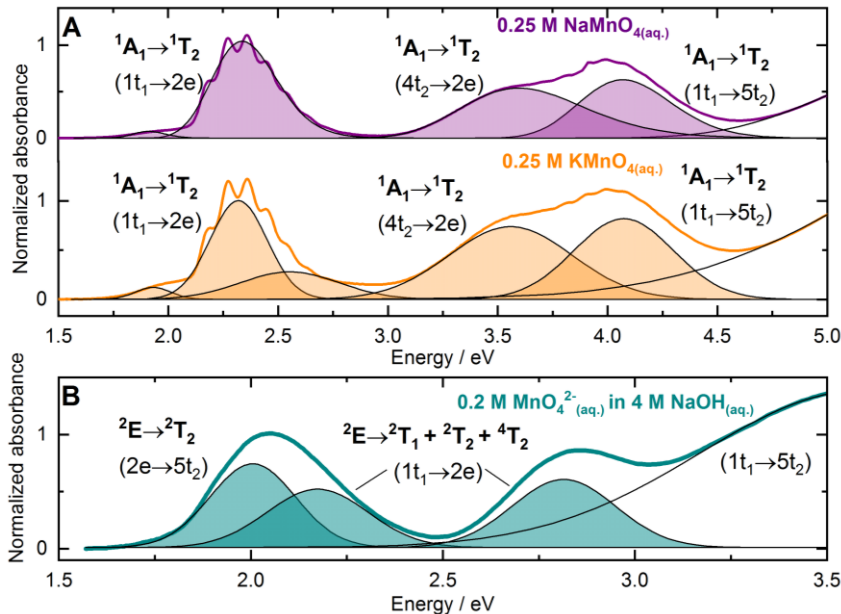 A
0.25 M NaMnO₄(aq.)
¹A₁→¹T₂
(1t₁→2e)
¹A₁→¹T₂
(4t₂→2e)
¹A₁→¹T₂
(1t₁→5t₂)
1
0
0.25 M KMnO₄(aq.)
¹A₁→¹T₂
(1t₁→2e)
¹A₁→¹T₂
(4t₂→2e)
¹A₁→¹T₂
(1t₁→5t₂)
1
0
Normalized absorbance
1.5 2.0 2.5 3.0 3.5 4.0 4.5 5.0
Energy / eV
B
0.2 M MnO₄²⁻(aq.) in 4 M NaOH(aq.)
²E→²T₂
(2e→5t₂)
²E→²T₁ + ²T₂ + ⁴T₂
(1t₁→2e)
(1t₁→5t₂)
1
0
Normalized absorbance
1.5 2.0 2.5 3.0 3.5
Energy / eV